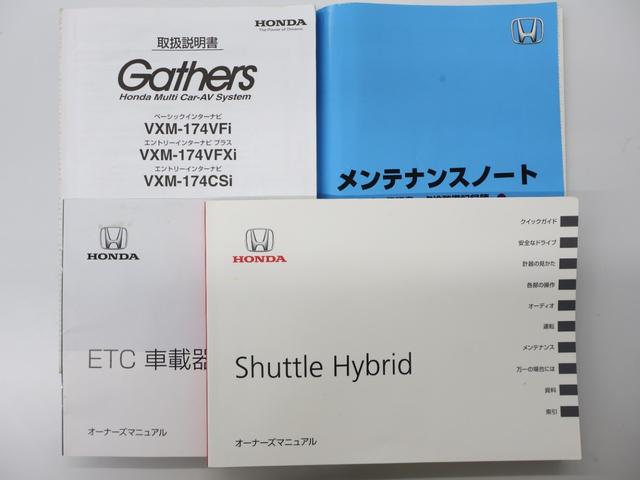 HONDA
The Power of Dreams
取扱説明書
Gathers
Honda Multi Car-AV System
ベーシックインターナビ
VXM-174VFi
エントリーインターナビ プラス
VXM-174VFXi
エントリーインターナビ
VXM-174CSi
メンテナンスノート
HONDA
ETC 車載器
オーナーズマニュアル
HONDA
Shuttle Hybrid
オーナーズマニュアル
クイックガイド
安全なドライブ
計器の見かた
各部の操作
オーディオ
運転
メンテナンス
万一の場合には
資料
索引